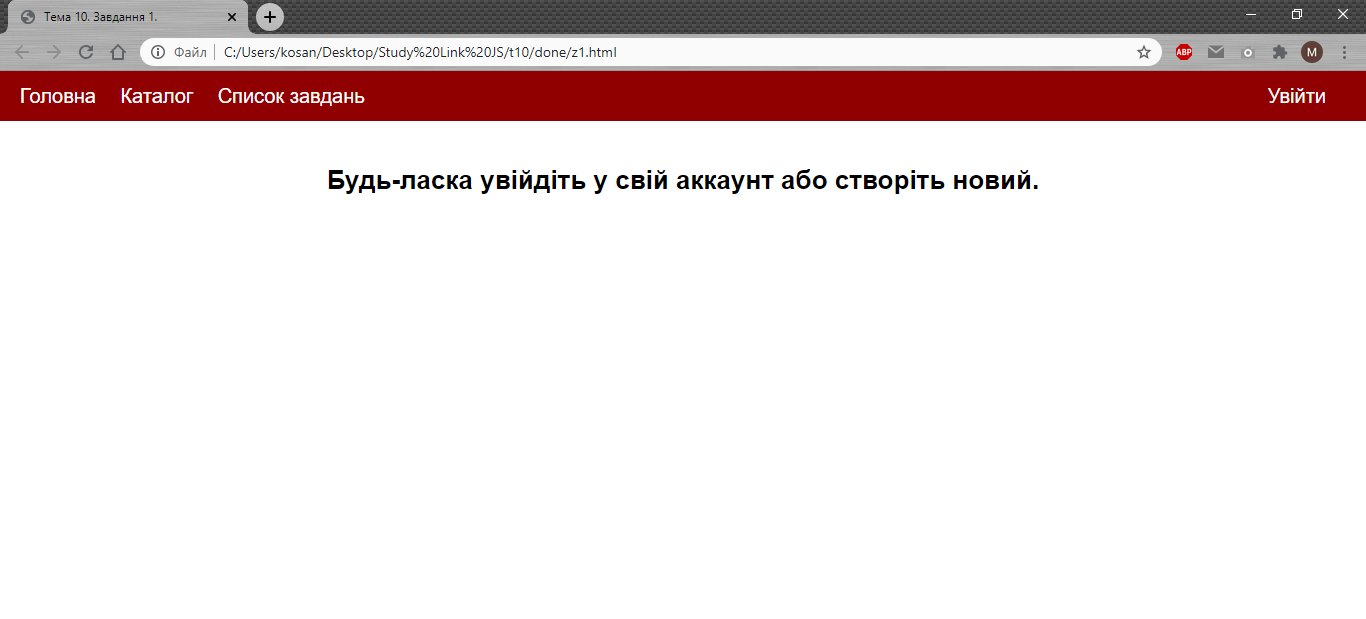 Тема 10. Завдання 1.
Файл C:/Users/kosan/Desktop/Study%20Link%20JS/t10/done/z1.html ABP M
Головна Каталог Список завдань Увійти
Будь-ласка увійдіть у свій аккаунт або створіть новий.